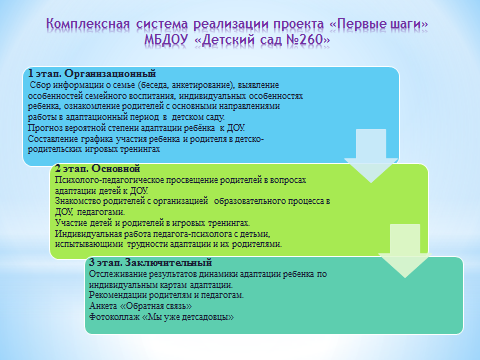 Комплексная система реализации проекта «Первые шаги»
МБДОУ «Детский сад №260»
1 этап. Организационный
Сбор информации о семье (беседа, анкетирование), выявление
особенностей семейного воспитания, индивидуальных особенностях
ребенка, ознакомление родителей с основными направлениями
работы в адаптационный период в детском саду.
Прогноз вероятной степени адаптации ребёнка к ДОУ.
Составление графика участия ребенка и родителя в детско-
родительских игровых тренингах
2 этап. Основной
Психолого-педагогическое просвещение родителей в вопросах
адаптации детей к ДОУ.
Знакомство родителей с организацией образовательного процесса в
ДОУ, педагогами.
Участие детей и родителей в игровых тренингах.
Индивидуальная работа педагога-психолога с детьми,
испытывающими трудности адаптации и их родителями.
3 этап. Заключительный
Отслеживание результатов динамики адаптации ребенка по
индивидуальным картам адаптации.
Рекомендации родителям и педагогам.
Анкета «Обратная связь»
Фотоколлаж «Мы уже детсадовцы»